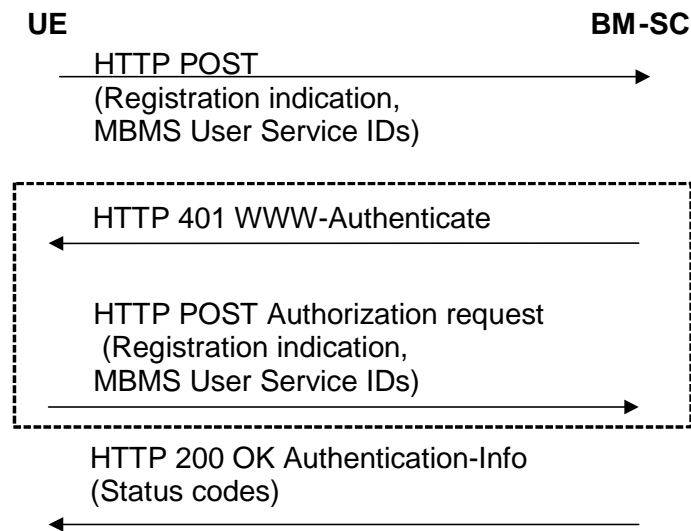 UE BM-SC
HTTP POST
(Registration indication,
MBMS User Service IDs)
HTTP 401 WWW-Authenticate
HTTP POST Authorization request
(Registration indication,
MBMS User Service IDs)
HTTP 200 OK Authentication-Info
(Status codes)